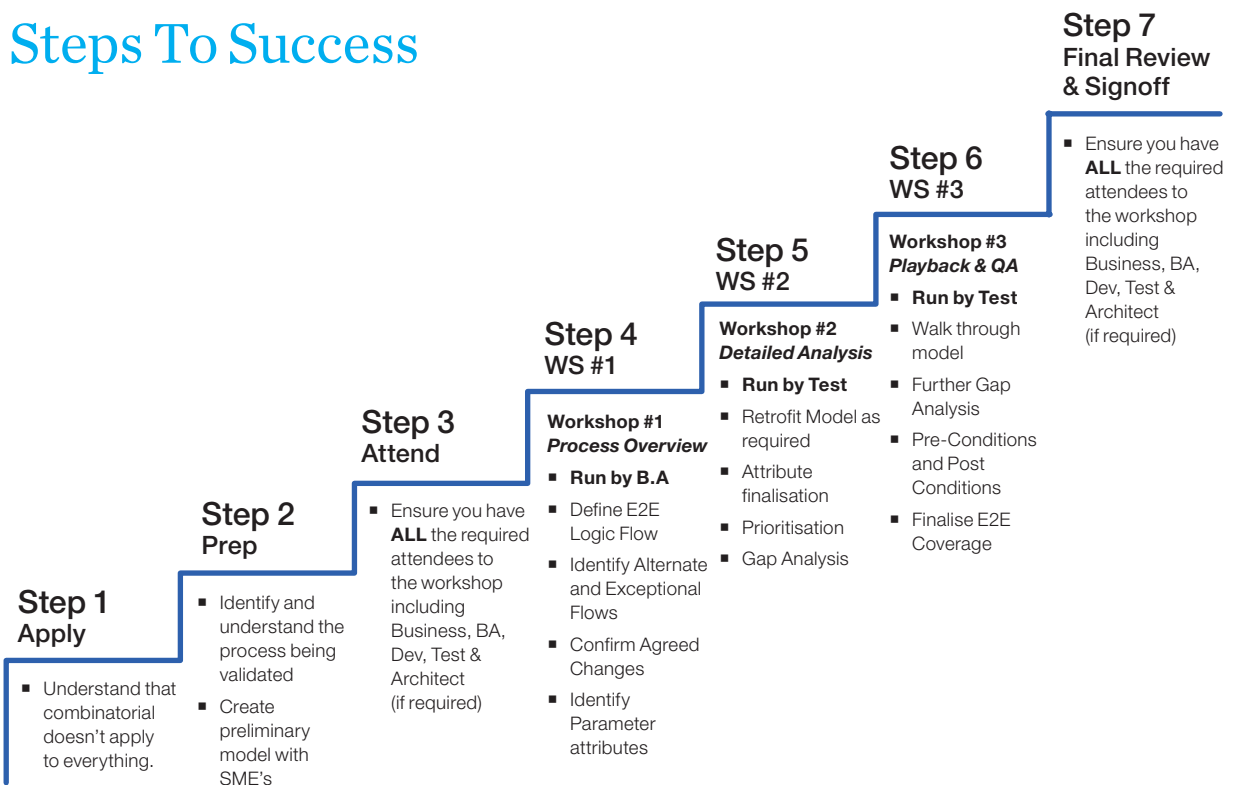 Steps To Success
Step 1
Apply
■ Understand that
combinatorial
doesn't apply
to everything.
Step 2
Prep
■ Identify and
understand the
process being
validated
■ Create
preliminary
model with
SME's
Step 3
Attend
■ Ensure you have
ALL the required
attendees to
the workshop
including
Business, BA,
Dev, Test &
Architect
(if required)
Step 4
WS #1
Workshop #1
Process Overview
■ Run by B.A
■ Define E2E
Logic Flow
■ Identify Alternate
and Exceptional
Flows
■ Confirm Agreed
Changes
■ Identify
Parameter
attributes
Step 5
WS #2
Workshop #2
Detailed Analysis
■ Run by Test
■ Retrofit Model as
required
■ Attribute
finalisation
■ Prioritisation
■ Gap Analysis
Step 6
WS #3
Workshop #3
Playback & QA
■ Run by Test
■ Walk through
model
■ Further Gap
Analysis
■ Pre-Conditions
and Post
Conditions
■ Finalise E2E
Coverage
Step 7
Final Review
& Signoff
■ Ensure you have
ALL the required
attendees to
the workshop
including
Business, BA,
Dev, Test &
Architect
(if required)